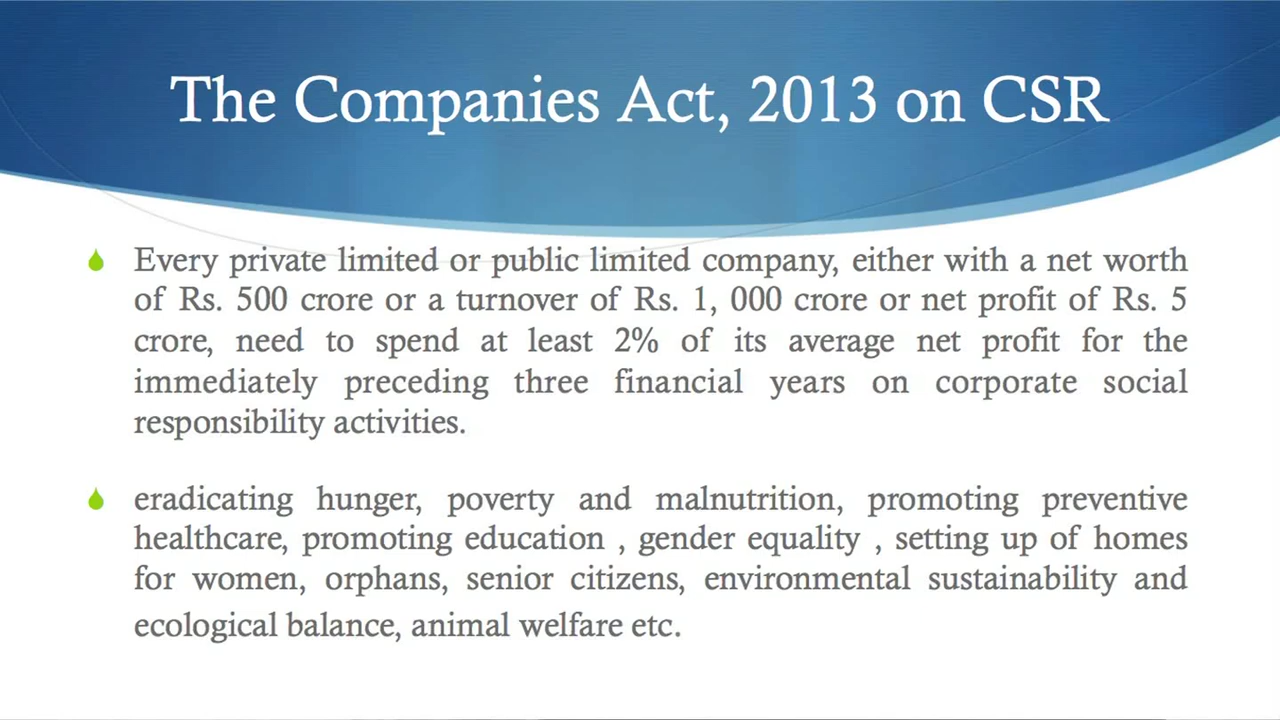 The Companies Act, 2013 on CSR
Every private limited or public limited company, either with a net worth
of Rs. 500 crore or a turnover of Rs. 1, 000 crore or net profit of Rs. 5
crore, need to spend at least 2% of its average net profit for the
immediately preceding three financial years on corporate social
responsibility activities.
eradicating hunger, poverty and malnutrition, promoting preventive
healthcare, promoting education , gender equality , setting up of homes
for women, orphans, senior citizens, environmental sustainability and
ecological balance, animal welfare etc.